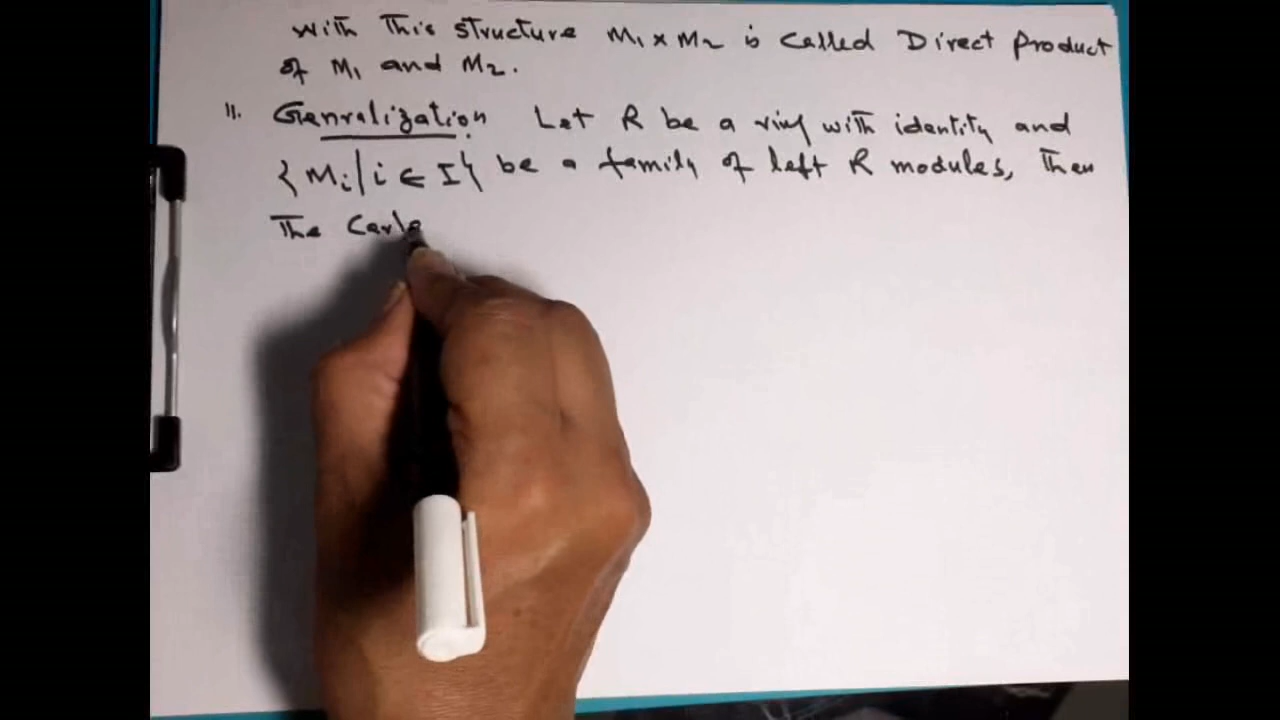 with This structure M₁ x M₂ is called Direct product
of M₁ and M₂.
11. Genralization Let R be a ring with identity and
{Mᵢ/i ∈ I} be a family of left R modules, Then
The Carte